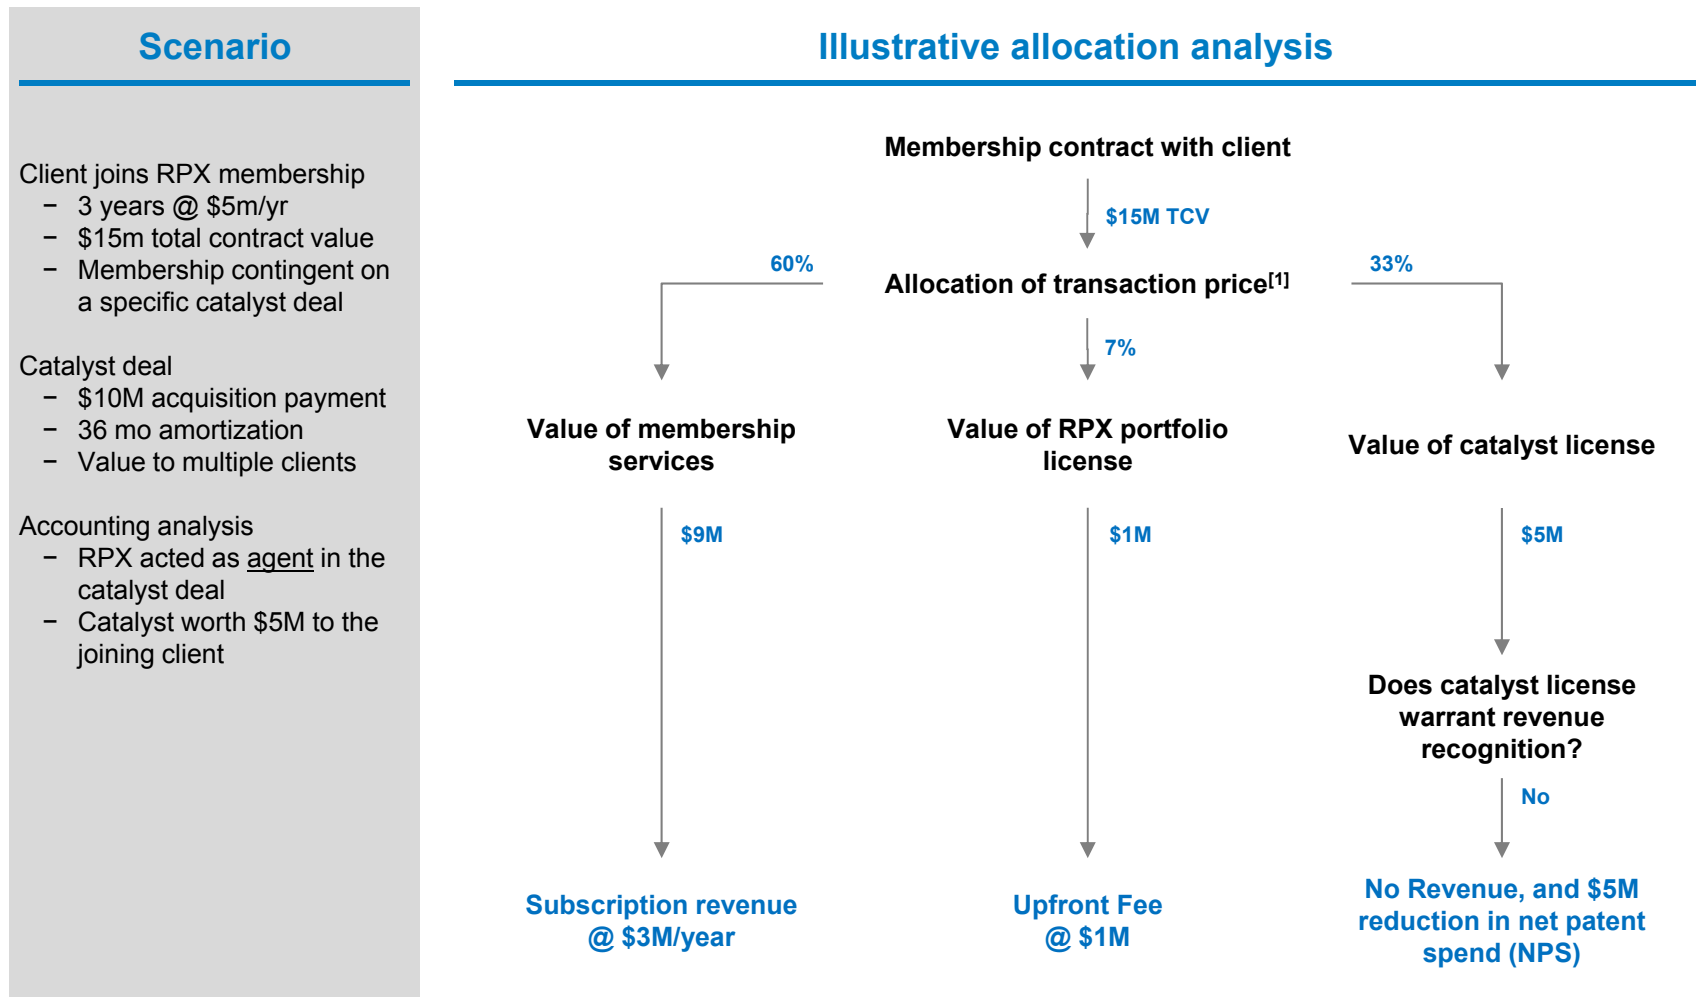 Scenario
Client joins RPX membership
− 3 years @ $5m/yr
− $15m total contract value
− Membership contingent on
a specific catalyst deal
Catalyst deal
− $10M acquisition payment
− 36 mo amortization
− Value to multiple clients
Accounting analysis
− RPX acted as agent in the
catalyst deal
− Catalyst worth $5M to the
joining client
Illustrative allocation analysis
Membership contract with client
$15M TCV
60%
Allocation of transaction price[1]
33%
7%
Value of membership
services
Value of RPX portfolio
license
Value of catalyst license
$9M
$1M
$5M
Does catalyst license
warrant revenue
recognition?
No
Subscription revenue
@ $3M/year
Upfront Fee
@ $1M
No Revenue, and $5M
reduction in net patent
spend (NPS)